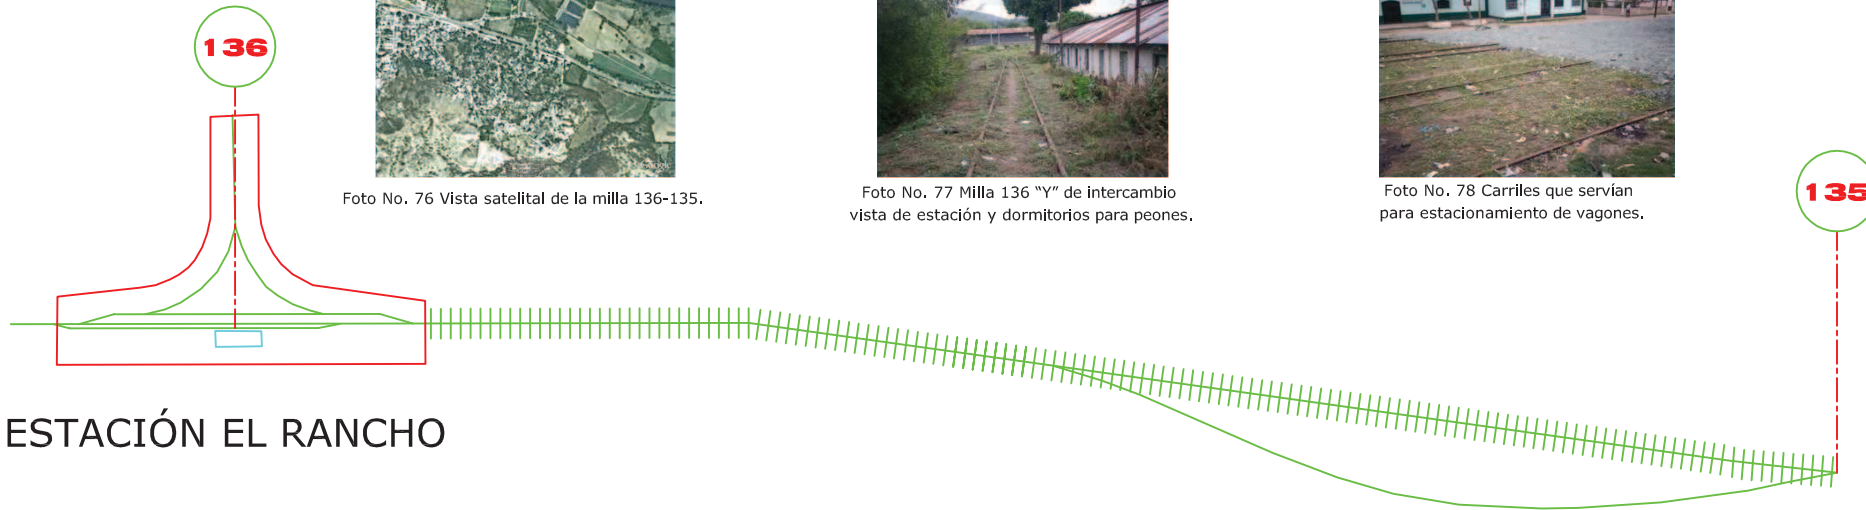 136
Foto No. 76 Vista satelital de la milla 136-135.
Foto No. 77 Milla 136 “Y” de intercambio
vista de estación y dormitorios para peones.
Foto No. 78 Carriles que servían
para estacionamiento de vagones.
135
ESTACIÓN EL RANCHO